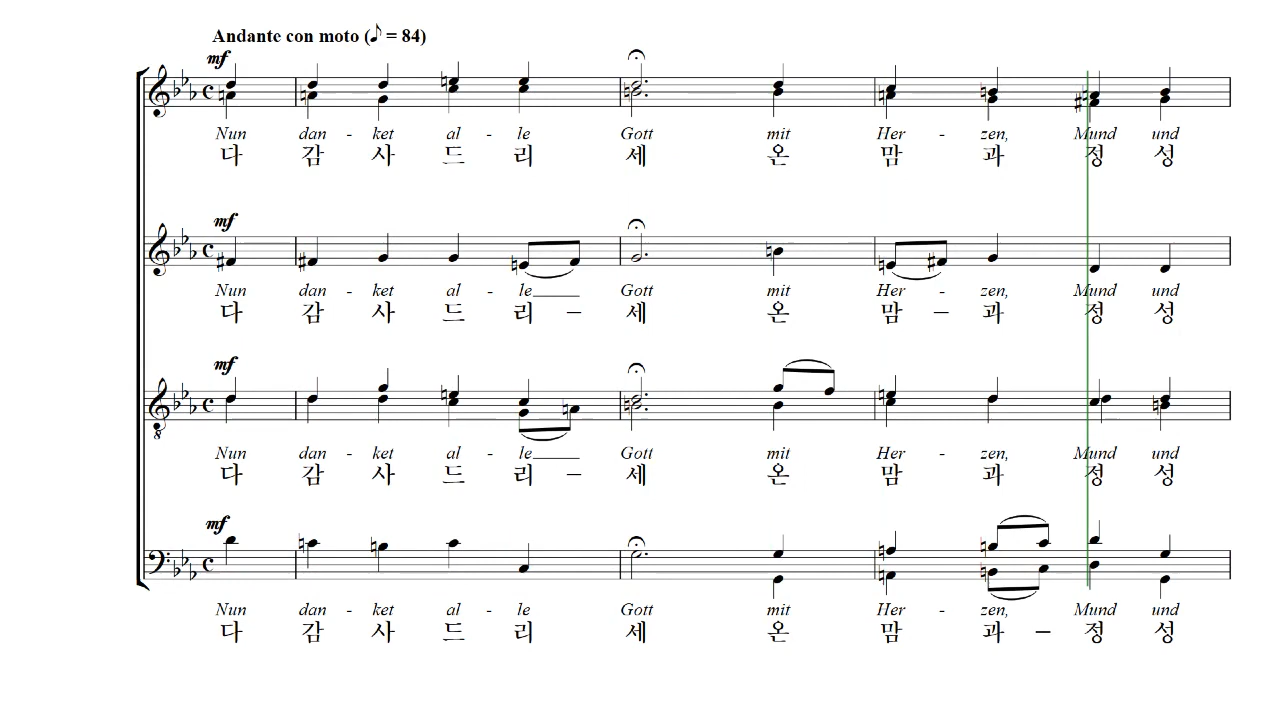 Andante con moto (♪ = 84)
mf
Nun dan - ket al - le Gott mit Her - zen, Mund und
다 감 사 드 리 세 온 맘 과 정 성
mf
Nun dan - ket al - le____ Gott mit Her - zen, Mund und
다 감 사 드 리 – 세 온 맘 – 과 정 성
mf
Nun dan - ket al - le____ Gott mit Her - zen, Mund und
다 감 사 드 리 – 세 온 맘 과 정 성
mf
Nun dan - ket al - le Gott mit Her - zen, Mund und
다 감 사 드 리 세 온 맘 과 – 정 성